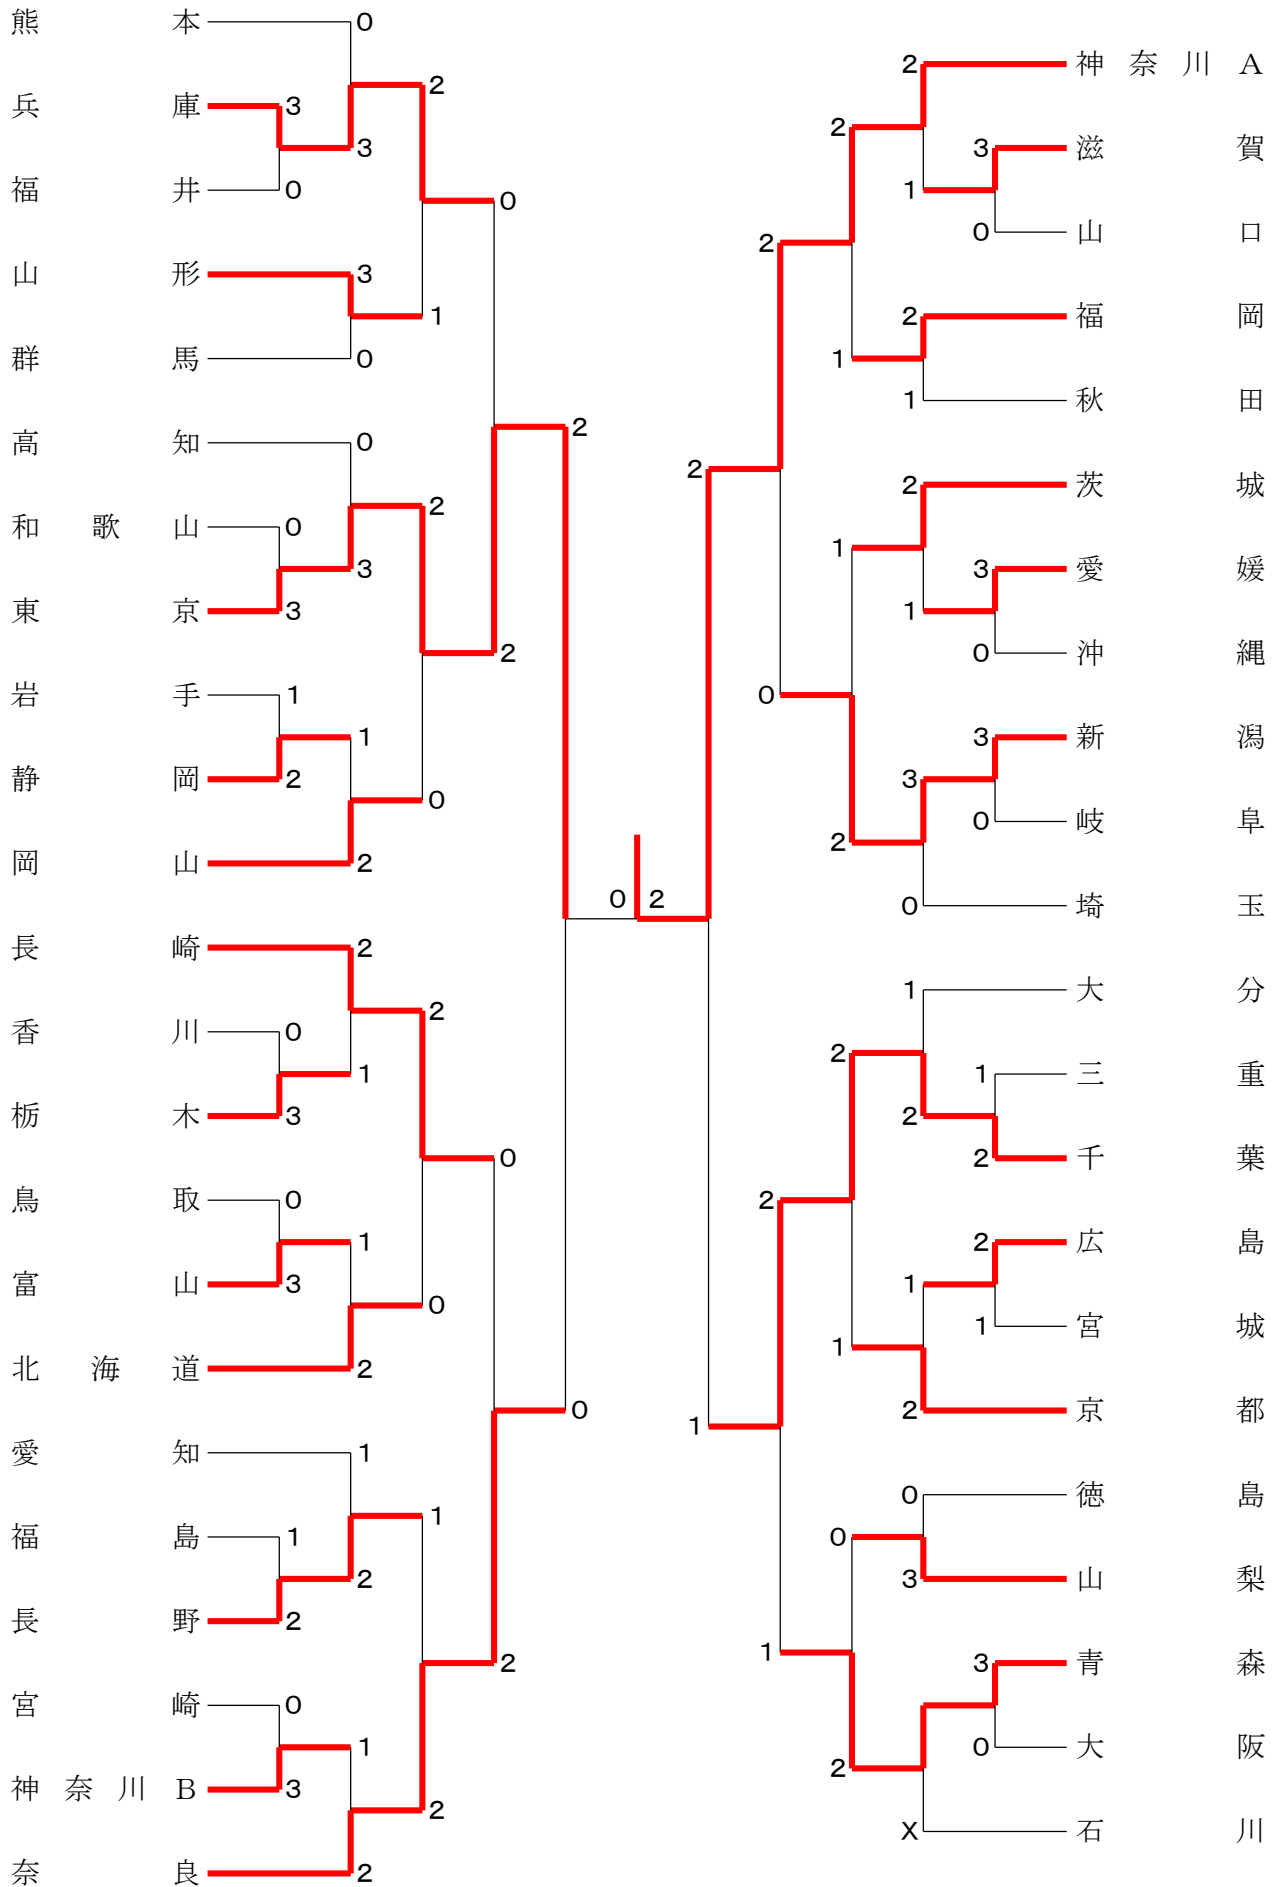 熊本 0
2
兵庫 3
3
福井 0
0
山形 3
1
群馬 0
2
高知 0
2
和歌山 0
3
東京 3
2
岩手 1
1
静岡 2
0
岡山 2
0 2
長崎 2
2
香川 0
1
栃木 3
0
鳥取 0
1
富山 3
0
北海道 2
0
愛知 1
1
福島 1
2
長野 2
2
宮崎 0
1
神奈川B 3
2
奈良 2
2 神奈川A
2
3 滋賀
1
0 山口
2
2 福岡
1
1 秋田
2
2 茨城
1
3 愛媛
1
0 沖縄
0
3 新潟
3
0 岐阜
2
0 埼玉
1 大分
2
1 三重
2
2 千葉
2
2 広島
1
1 宮城
1
2 京都
1
0 徳島
0
3 山梨
1
3 青森
0 大阪
2
X 石川